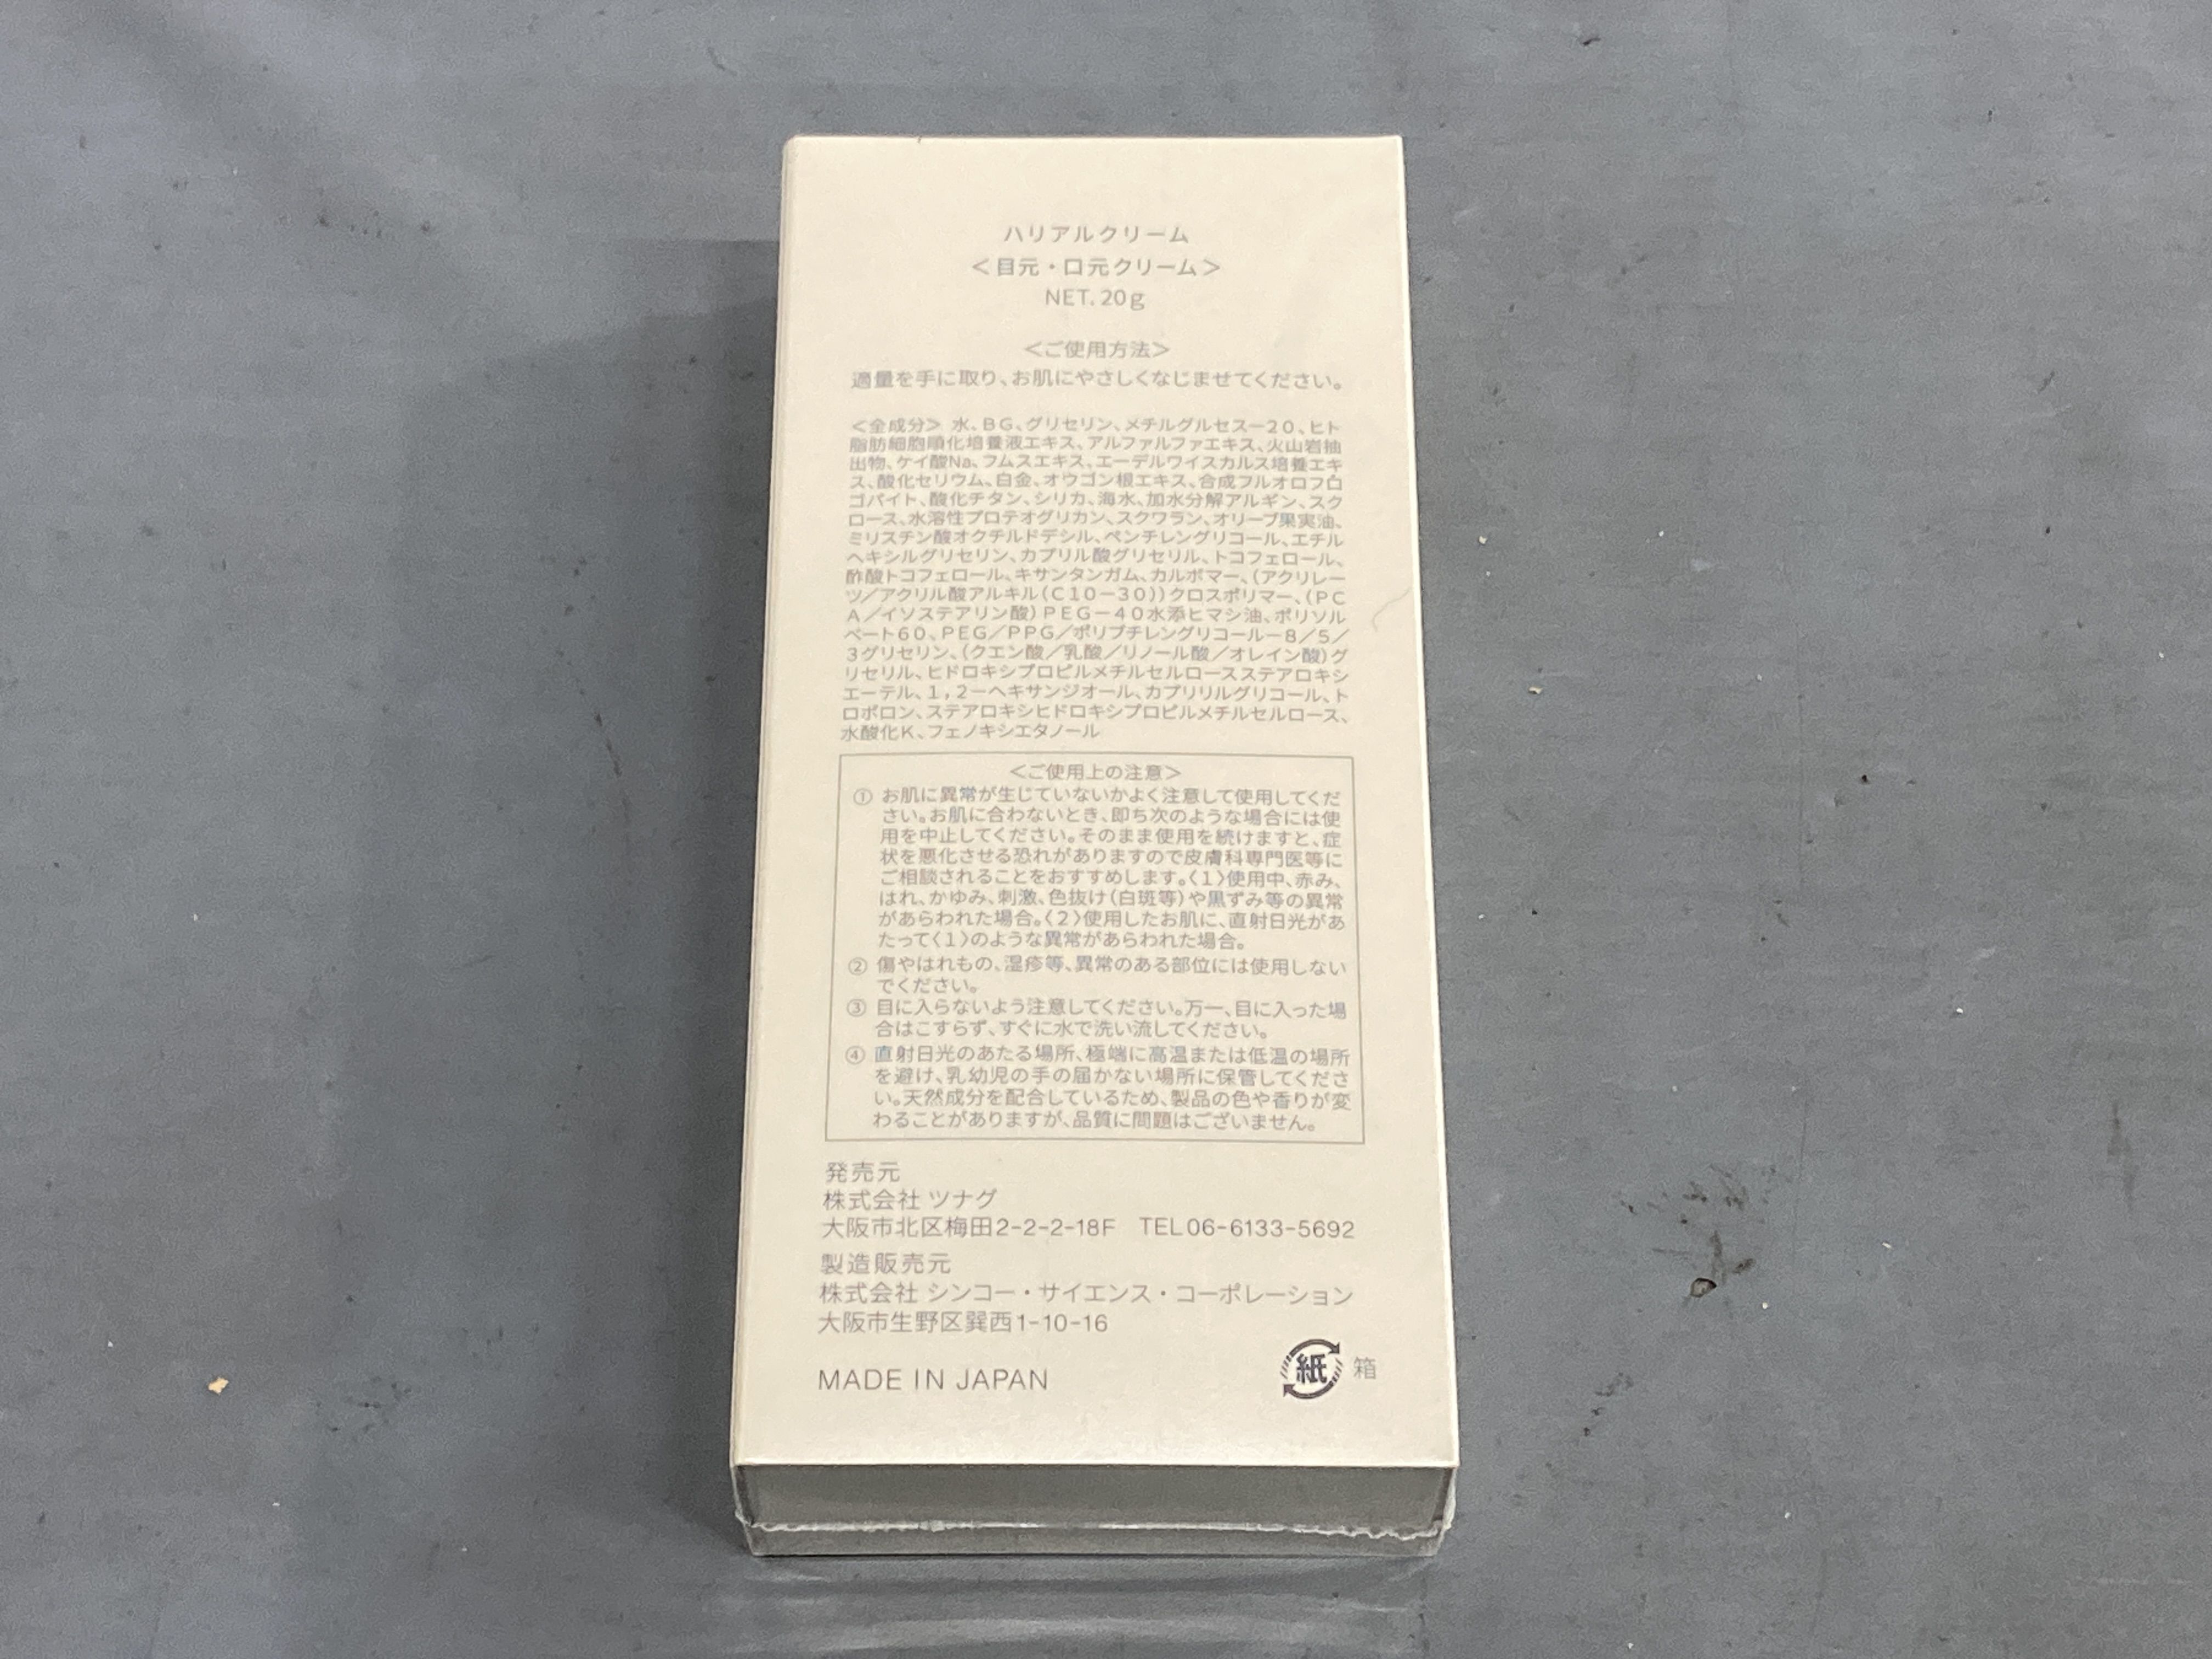 ハリアルクリーム
<目元・口元クリーム>
NET.20g
<ご使用方法>
適量を手に取り、お肌にやさしくなじませてください。
<全成分> 水、BG、グリセリン、メチルグルセス−20、ヒト
脂肪細胞順化培養液エキス、アルファルファエキス、火山岩抽
出物、ケイ酸Na、フムスエキス、エーデルワイスカルス培養エキ
ス、酸化セリウム、白金、オウゴン根エキス、合成フルオロフロ
ゴパイト、酸化チタン、シリカ、海水、加水分解アルギン、スク
ロース、水溶性プロテオグリカン、スクワラン、オリーブ果実油、
ミリスチン酸オクチルドデシル、ペンチレングリコール、エチル
ヘキシルグリセリン、カプリル酸グリセリル、トコフェロール、
酢酸トコフェロール、キサンタンガム、カルボマー、(アクリレー
ツ/アクリル酸アルキル(C10−30))クロスポリマー、(PC
A/イソステアリン酸)PEG−40水添ヒマシ油、ポリソル
ベート60、PEG/PPG/ポリブチレングリコール−8/5/
3グリセリン、(クエン酸/乳酸/リノール酸/オレイン酸)グ
リセリル、ヒドロキシプロピルメチルセルロースステアロキシ
エーテル、1,2−ヘキサンジオール、カプリリルグリコール、ト
ロポロン、ステアロキシヒドロキシプロピルメチルセルロース、
水酸化K、フェノキシエタノール
<ご使用上の注意>
① お肌に異常が生じていないかよく注意して使用してくだ
さい。お肌に合わないとき、即ち次のような場合には使
用を中止してください。そのまま使用を続けますと、症
状を悪化させる恐れがありますので皮膚科専門医等に
ご相談されることをおすすめします。〈1〉使用中、赤み、
はれ、かゆみ、刺激、色抜け(白斑等)や黒ずみ等の異常
があらわれた場合。〈2〉使用したお肌に、直射日光があ
たって〈1〉のような異常があらわれた場合。
② 傷やはれもの、湿疹等、異常のある部位には使用しない
でください。
③ 目に入らないよう注意してください。万一、目に入った場
合はこすらず、すぐに水で洗い流してください。
④ 直射日光のあたる場所、極端に高温または低温の場所
を避け、乳幼児の手の届かない場所に保管してくださ
い。天然成分を配合しているため、製品の色や香りが変
わることがありますが、品質に問題はございません。
発売元
株式会社 ツナグ
大阪市北区梅田2-2-2-18F TEL06-6133-5692
製造販売元
株式会社 シンコー・サイエンス・コーポレーション
大阪市生野区巽西1-10-16
MADE IN JAPAN
紙 箱